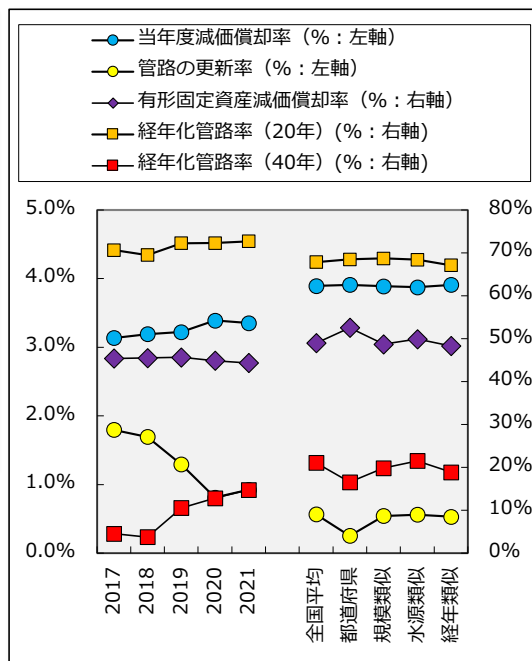 当年度減価償却率（%：左軸）
管路の更新率（%：左軸）
有形固定資産減価償却率（%：右軸）
経年化管路率（20年）(%：右軸)
経年化管路率（40年）(%：右軸)
5.0%
4.0%
3.0%
2.0%
1.0%
0.0%
80%
70%
60%
50%
40%
30%
20%
10%
0%
2017
2018
2019
2020
2021
全国平均
都道府県
規模類似
水源類似
経年類似